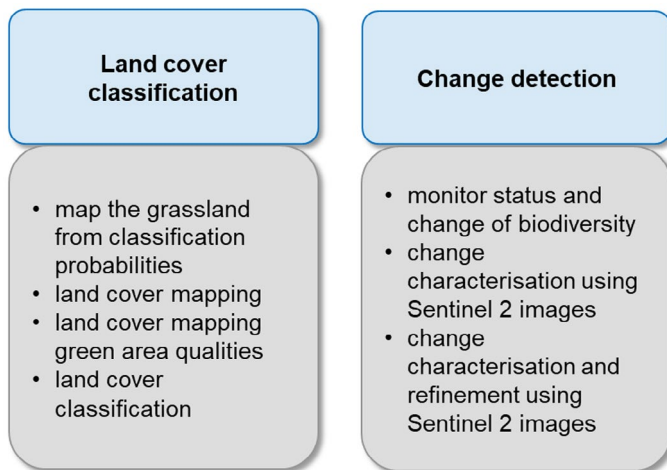 Land cover
classification
• map the grassland
from classification
probabilities
• land cover mapping
• land cover mapping
green area qualities
• land cover
classification
Change detection
• monitor status and
change of biodiversity
• change
characterisation using
Sentinel 2 images
• change
characterisation and
refinement using
Sentinel 2 images